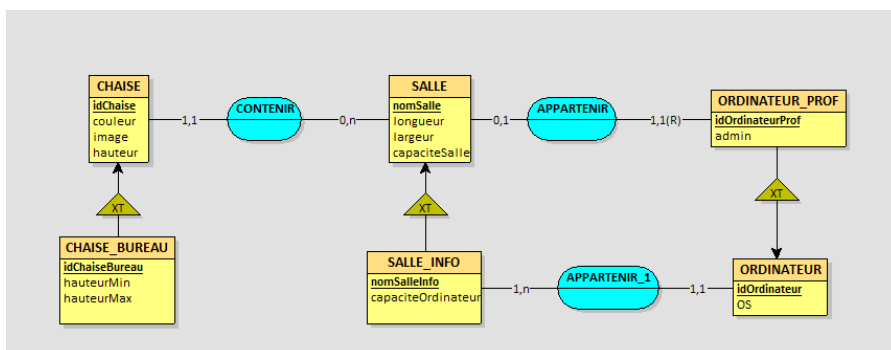 CHAISE
idChaise
couleur
image
hauteur
1,1
CONTENIR
0,n
SALLE
nomSalle
longueur
largeur
capaciteSalle
0,1
APPARTENIR
1,1(R)
ORDINATEUR_PROF
idOrdinateurProf
admin
XT
XT
XT
CHAISE_BUREAU
idChaiseBureau
hauteurMin
hauteurMax
SALLE_INFO
nomSalleInfo
capaciteOrdinateur
1,n
APPARTENIR_1
1,1
ORDINATEUR
idOrdinateur
OS